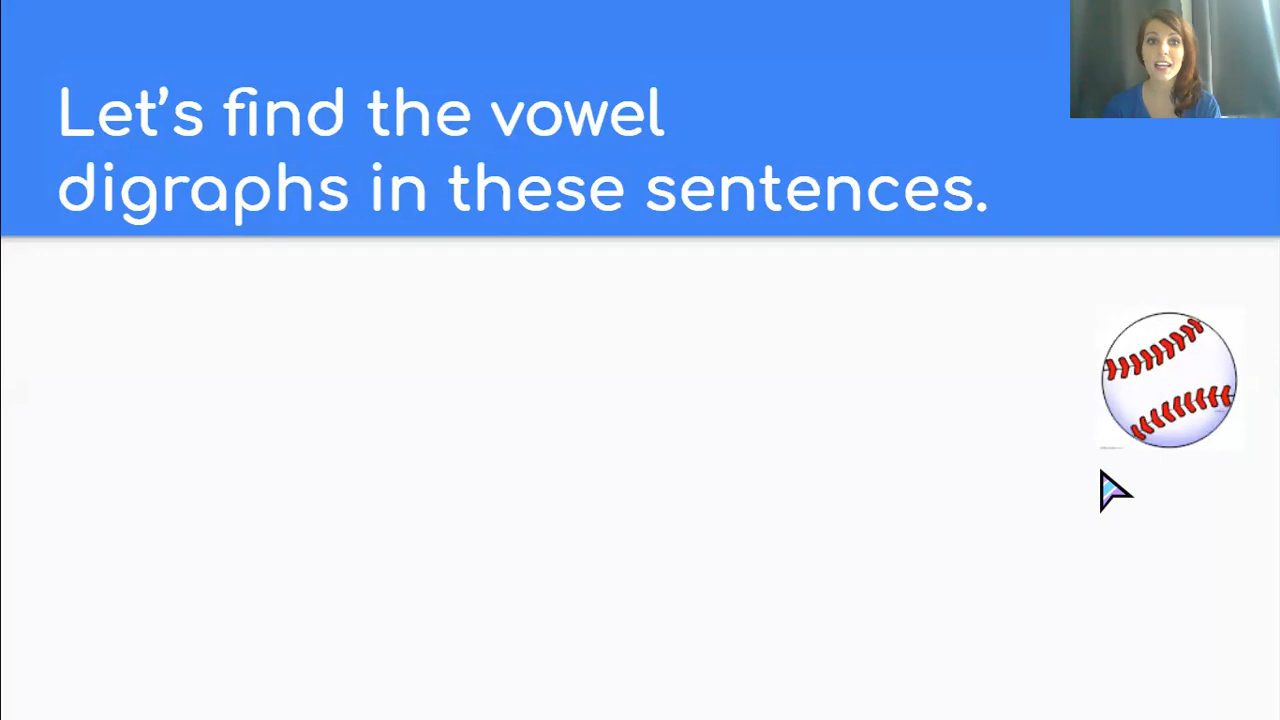 Let's find the vowel
digraphs in these sentences.